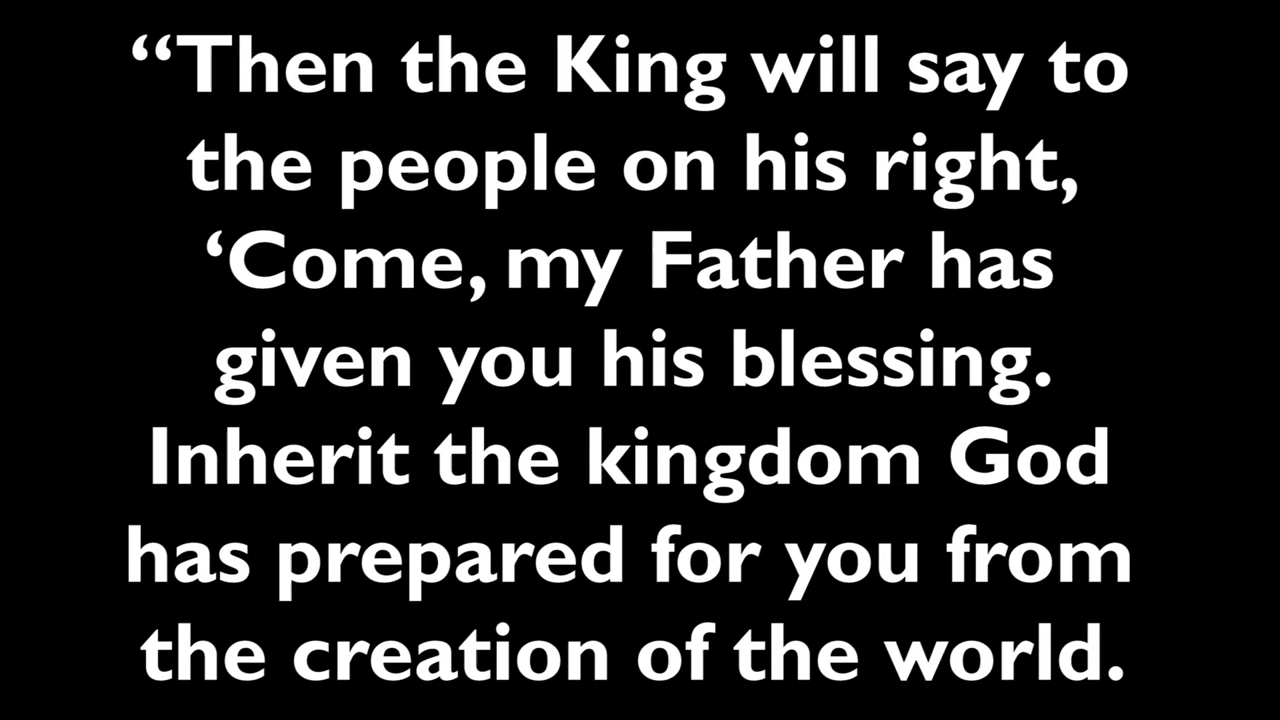 “Then the King will say to
the people on his right,
‘Come, my Father has
given you his blessing.
Inherit the kingdom God
has prepared for you from
the creation of the world.